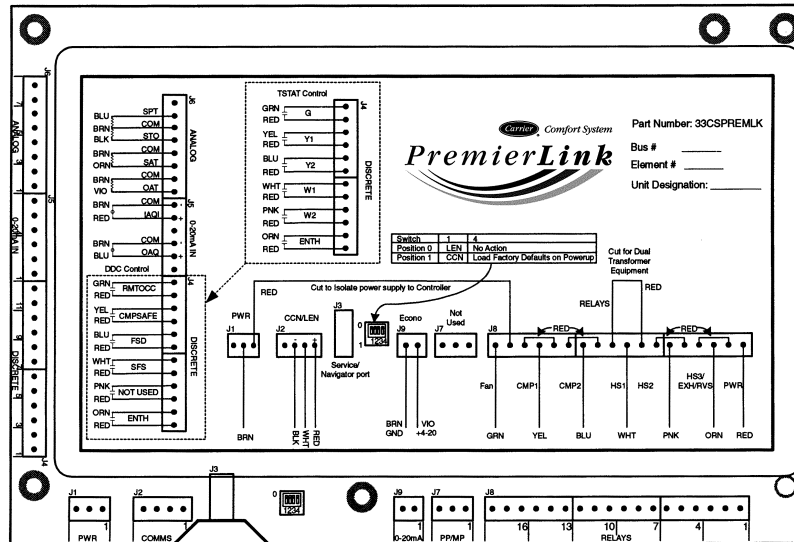 J6
ANALOG
7
5
3
1
J5
0-20mA IN
DISCRETE
11
9
7
5
3
1
J4
J6
BLU SPT
BRN COM
BLK STO
BRN COM
ORN SAT
BRN COM
VIO OAT
ANALOG
J5
BRN COM -
RED IAQI +
BRN COM -
BLU OAQ +
0-20mA IN
DDC Control
J4
GRN RMTOCC
RED
YEL CMPSAFE
RED
BLU FSD
RED
WHT SFS
RED
PNK NOT USED
RED
ORN ENTH
RED
DISCRETE
TSTAT Control
J4
GRN G
RED
YEL Y1
RED
BLU Y2
RED
WHT W1
RED
PNK W2
RED
ORN ENTH
RED
DISCRETE
Carrier Comfort System
PremierLink
Part Number: 33CSPREMLK
Bus # ______
Element # ______
Unit Designation: ________
Switch 1 4
Position 0 LEN No Action
Position 1 CCN Load Factory Defaults on Powerup
Cut to Isolate power supply to Controller
RED
Cut for Dual
Transformer
Equipment
RED
RELAYS
PWR
J1
BRN
CCN/LEN
J2
- +
BLK
WHT
RED
J3
Service/
Navigator port
0
1
1234
Econo
J9
BRN
GND
VIO
+4-20
Not
Used
J7
J8
RED
RED
Fan
CMP1
CMP2
HS1
HS2
HS3/
EXH/RVS
PWR
GRN
YEL
BLU
WHT
PNK
ORN
RED
J1
1
PWR
J2
1
COMMS
J3
0
1234
J9
1
0-20mA
J7
1
PP/MP
J8
16
13
10
7
4
1
RELAYS